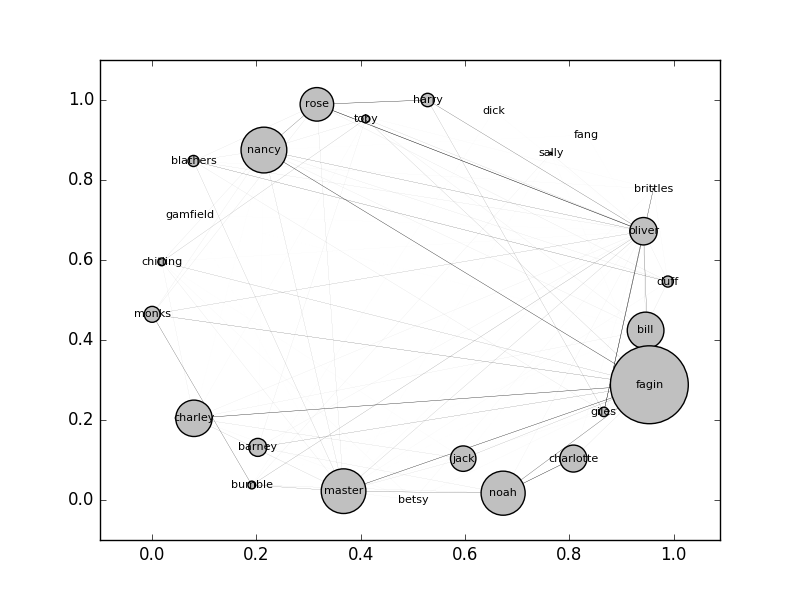 1.0
0.8
0.6
0.4
0.2
0.0
rose
harry
toby
dick
fang
nancy
sally
blathers
brittles
gamfield
oliver
chitling
duff
monks
bill
fagin
charley
giles
barney
jack
charlotte
bumble
master
noah
betsy
0.0 0.2 0.4 0.6 0.8 1.0